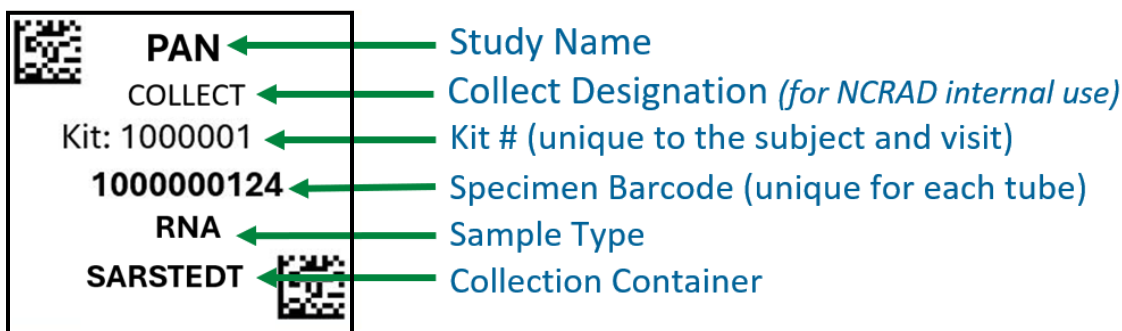 PAN Study Name
COLLECT Collect Designation (for NCRAD internal use)
Kit: 1000001 Kit # (unique to the subject and visit)
1000000124 Specimen Barcode (unique for each tube)
RNA Sample Type
SARSTEDT Collection Container